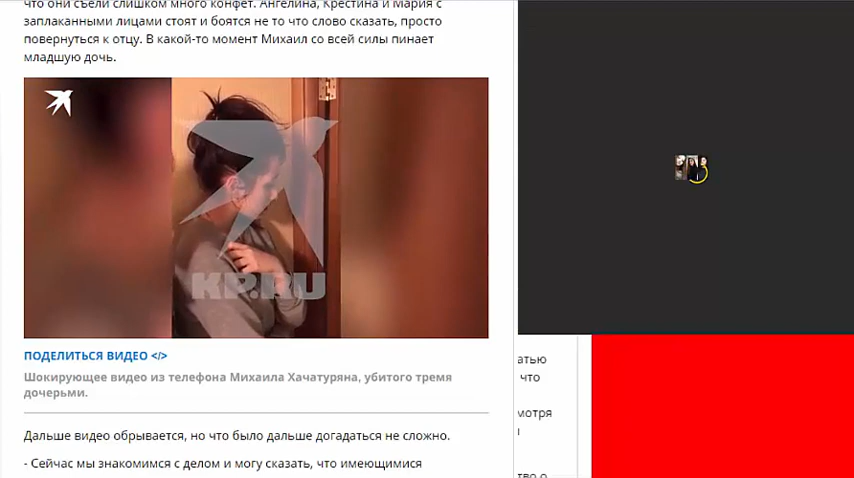 что они съели слишком много конфет. Ангелина, Крестина и Мария с
заплаканными лицами стоят и боятся не то что слово сказать, просто
повернуться к отцу. В какой-то момент Михаил со всей силы пинает
младшую дочь.
KP.RU
ПОДЕЛИТЬСЯ ВИДЕО </>
Шокирующее видео из телефона Михаила Хачатуряна, убитого тремя
дочерьми.
Дальше видео обрывается, но что было дальше догадаться не сложно.
- Сейчас мы знакомимся с делом и могу сказать, что имеющимися
атью
что
мотря